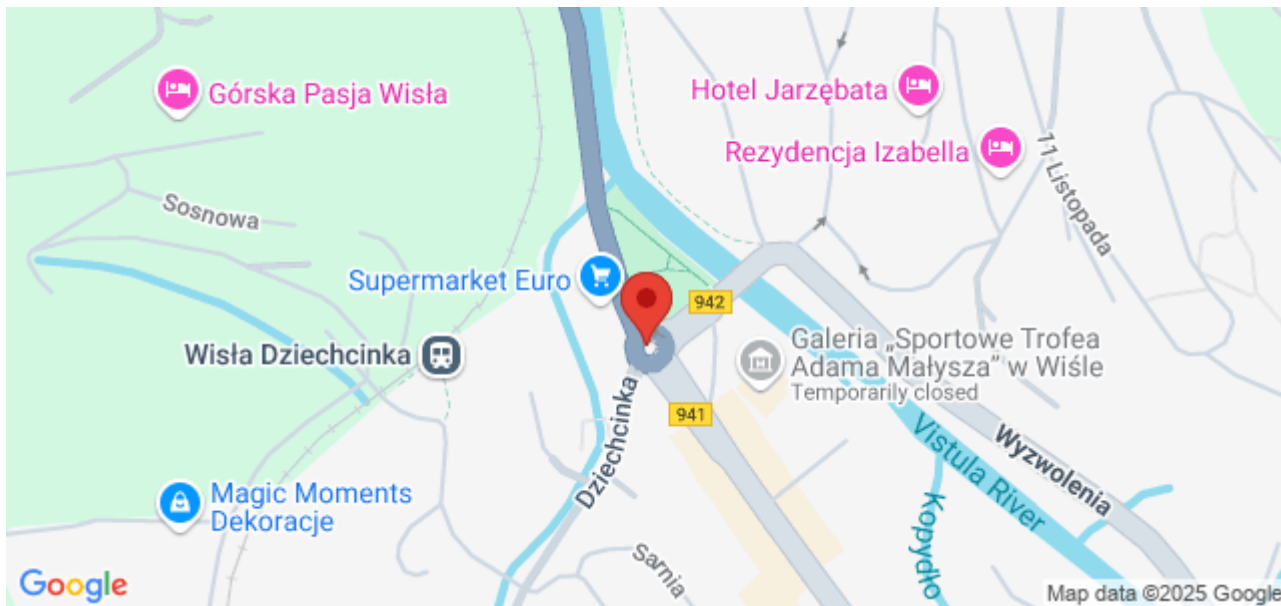 Górska Pasja Wisła
Hotel Jarzębata
Rezydencja Izabella
11 Listopada
Sosnowa
Supermarket Euro
942
Wisła Dziechcinka
Galeria „Sportowe Trofea
Adama Małysza” w Wiśle
Temporarily closed
941
Dziechcinka
Vistula River
Wyzwolenia
Magic Moments
Dekoracje
Kopydło
Sarnia
Google
Map data ©2025 Google